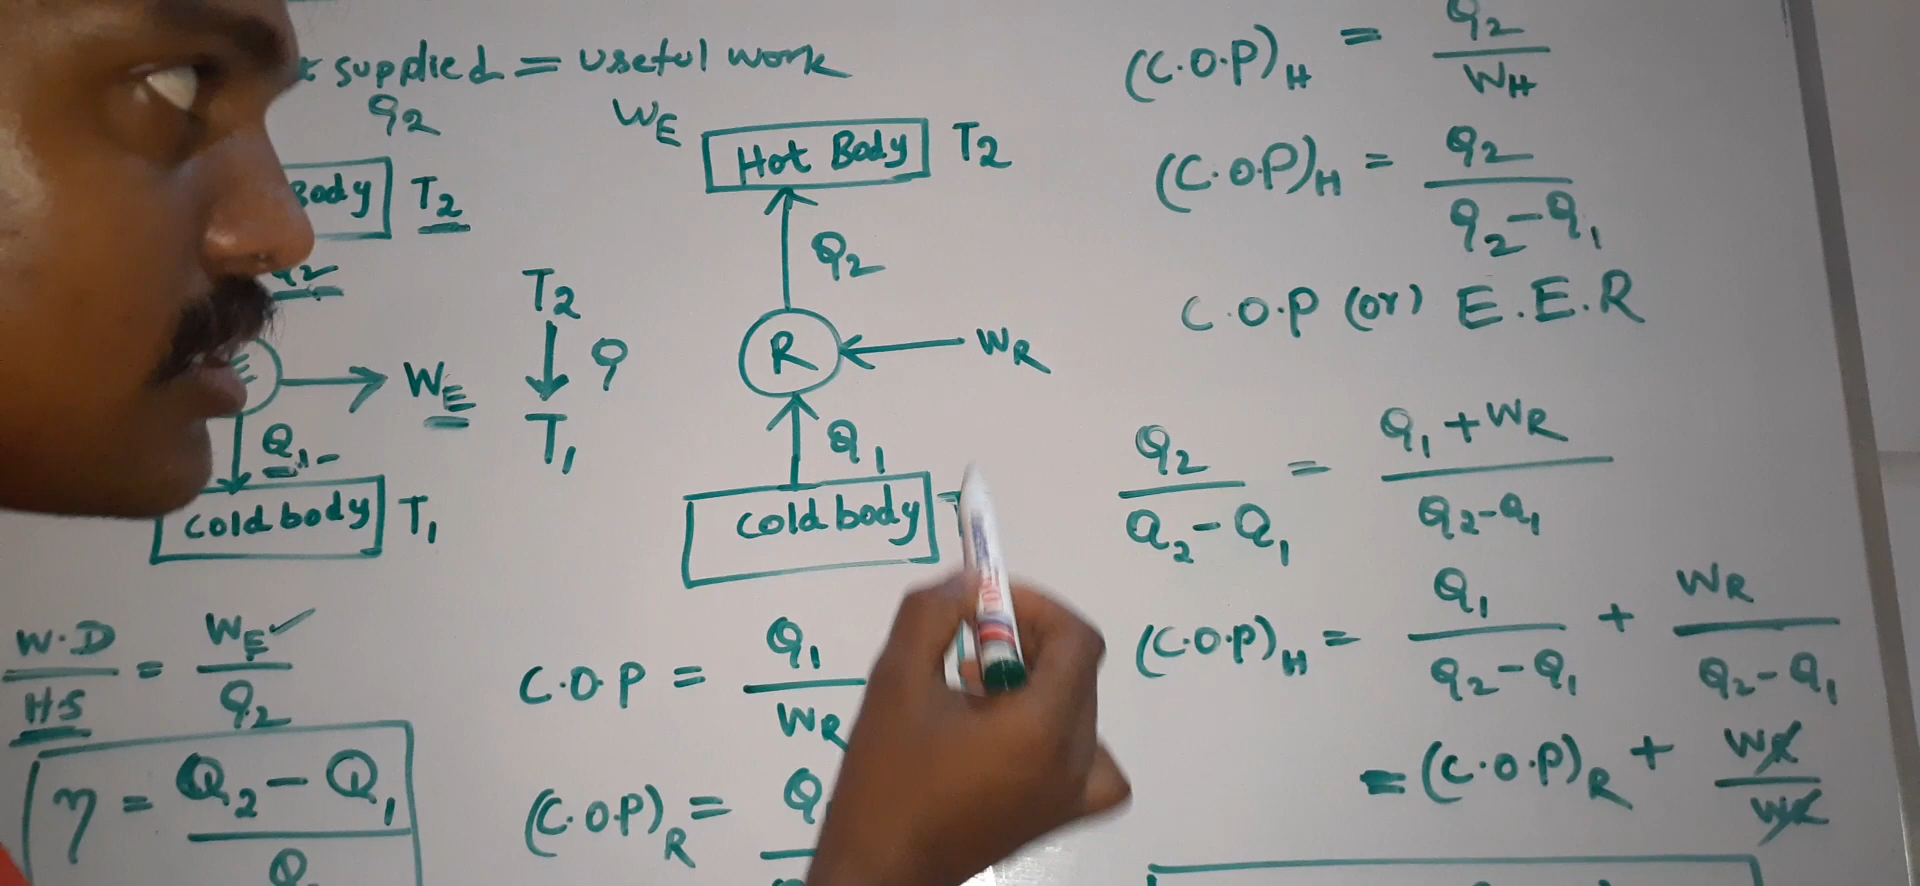 supplied = useful work
Q2 WE
Body T2
Q2
E → WE
Q1
Cold body T1
T2
↓ Q
T1
W.D / H.S = WE / Q2 ✓
η = Q2 - Q1 / Q
Hot Body T2
Q2
R ← WR
Q1
Cold body
C.O.P = Q1 / WR
(C.O.P)R = Q
(C.O.P)H = Q2 / WH
(C.O.P)H = Q2 / Q2 - Q1
C.O.P (or) E.E.R
Q2 / Q2 - Q1 = Q1 + WR / Q2 - Q1
(C.O.P)H = Q1 / Q2 - Q1 + WR / Q2 - Q1
= (C.O.P)R + WR / WR